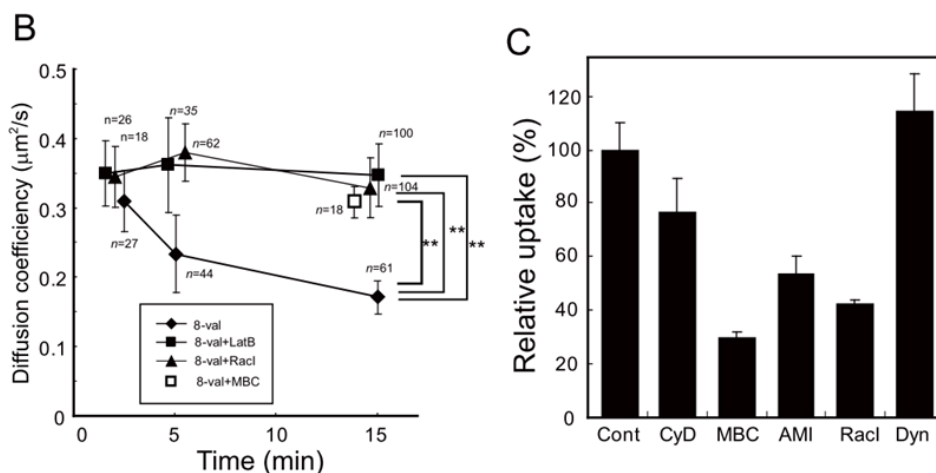 B
Diffusion coefficiency (μm²/s)
0.5
0.4
0.3
0.2
0.1
0
n=26
n=18
n=35
n=62
n=100
n=104
n=18
n=27
n=44
n=61
**
**
**
8-val
8-val+LatB
8-val+RacI
8-val+MBC
0
5
10
15
Time (min)
C
Relative uptake (%)
120
100
80
60
40
20
0
Cont
CyD
MBC
AMI
RacI
Dyn